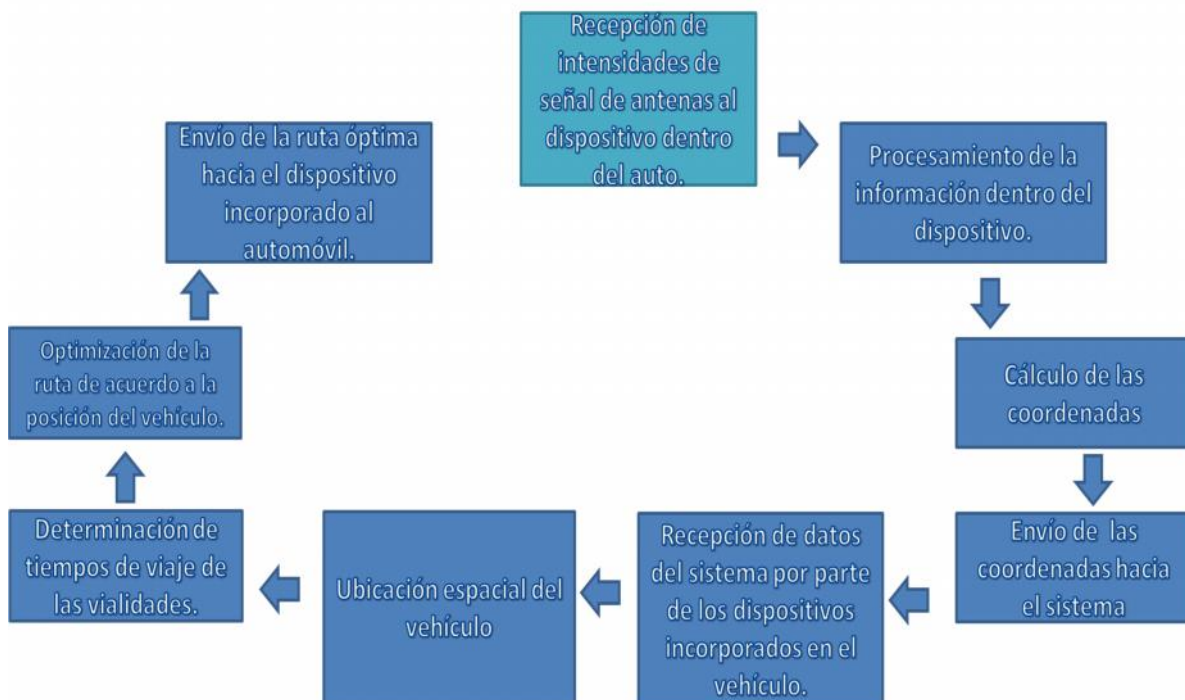 Recepción de
intensidades de
señal de antenas al
dispositivo dentro
del auto.
Procesamiento de la
información dentro del
dispositivo.
Cálculo de las
coordenadas
Envío de las
coordenadas hacia
el sistema
Recepción de datos
del sistema por parte
de los dispositivos
incorporados en el
vehículo.
Ubicación espacial del
vehículo
Determinación de
tiempos de viaje de
las vialidades.
Optimización de la
ruta de acuerdo a la
posición del vehículo.
Envío de la ruta óptima
hacia el dispositivo
incorporado al
automóvil.